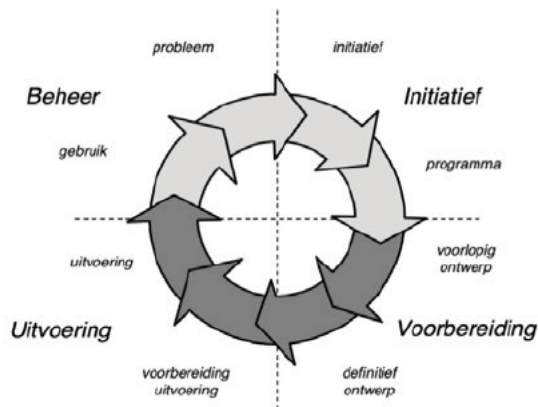 probleem
initiatief
Beheer
Initiatief
gebruik
programma
uitvoering
voorlopig
ontwerp
Uitvoering
Voorbereiding
voorbereiding
uitvoering
definitief
ontwerp